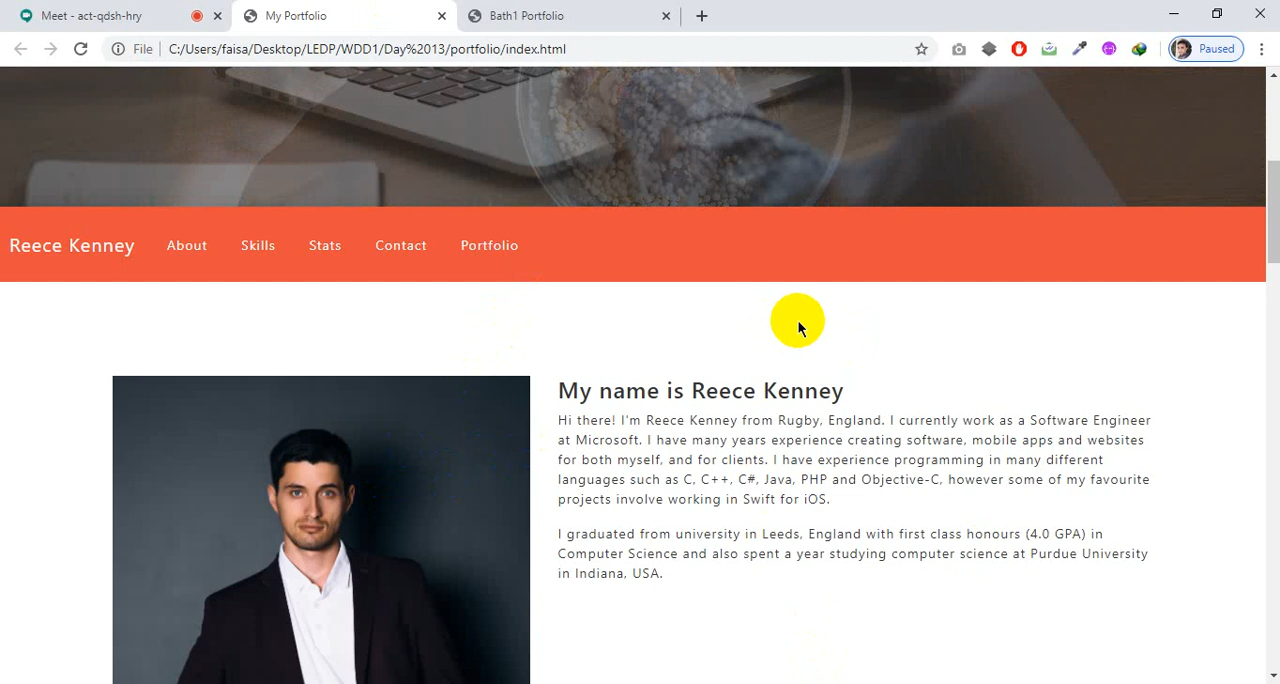 Meet - act-qdsh-hry
My Portfolio
Bath1 Portfolio
File
C:/Users/faisa/Desktop/LEDP/WDD1/Day%2013/portfolio/index.html
Paused
Reece Kenney
About
Skills
Stats
Contact
Portfolio
My name is Reece Kenney
Hi there! I'm Reece Kenney from Rugby, England. I currently work as a Software Engineer
at Microsoft. I have many years experience creating software, mobile apps and websites
for both myself, and for clients. I have experience programming in many different
languages such as C, C++, C#, Java, PHP and Objective-C, however some of my favourite
projects involve working in Swift for iOS.
I graduated from university in Leeds, England with first class honours (4.0 GPA) in
Computer Science and also spent a year studying computer science at Purdue University
in Indiana, USA.